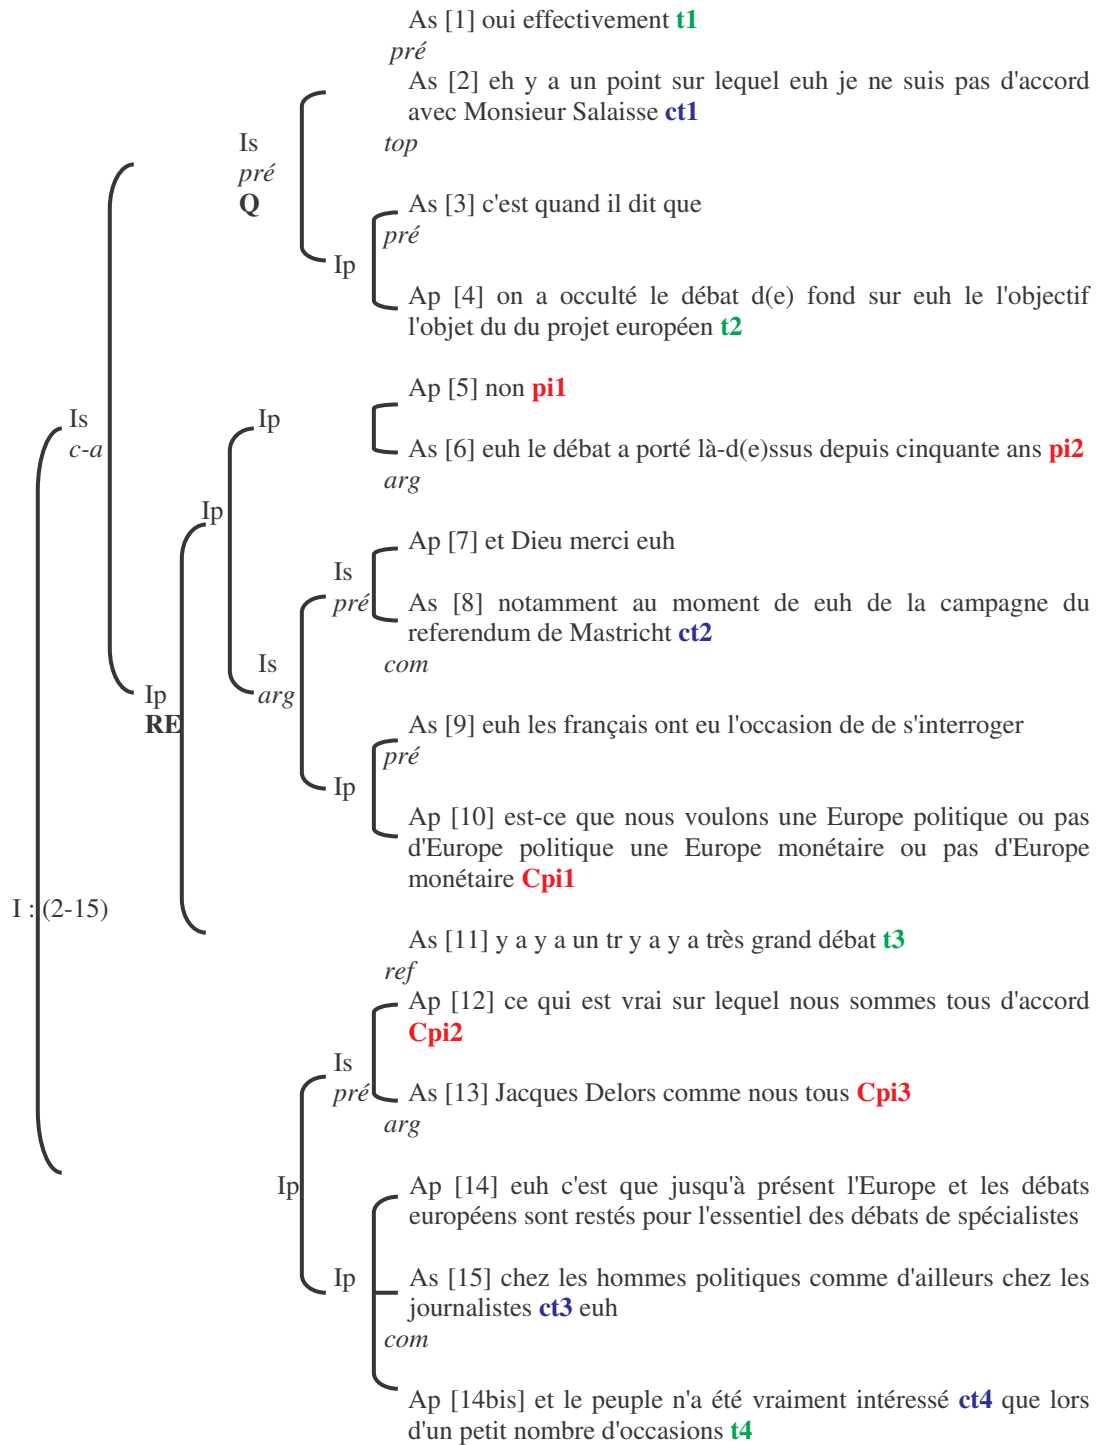 As [1] oui effectivement t1
pré
As [2] eh y a un point sur lequel euh je ne suis pas d'accord
avec Monsieur Salaisse ct1
Is
top
pré
Q
As [3] c'est quand il dit que
pré
Ip
Ap [4] on a occulté le débat d(e) fond sur euh le l'objectif
l'objet du du projet européen t2
Ap [5] non pi1
Is
Ip
c-a
As [6] euh le débat a porté là-d(e)ssus depuis cinquante ans pi2
arg
Ip
Ap [7] et Dieu merci euh
Is
pré
As [8] notamment au moment de euh de la campagne du
referendum de Mastricht ct2
com
Is
arg
Ip
RE
As [9] euh les français ont eu l'occasion de de s'interroger
pré
Ip
Ap [10] est-ce que nous voulons une Europe politique ou pas
d'Europe politique une Europe monétaire ou pas d'Europe
monétaire Cpi1
I : (2-15)
As [11] y a y a un tr y a y a très grand débat t3
ref
Ap [12] ce qui est vrai sur lequel nous sommes tous d'accord
Cpi2
Is
pré
As [13] Jacques Delors comme nous tous Cpi3
arg
Ip
Ap [14] euh c'est que jusqu'à présent l'Europe et les débats
européens sont restés pour l'essentiel des débats de spécialistes
Ip
As [15] chez les hommes politiques comme d'ailleurs chez les
journalistes ct3 euh
com
Ap [14bis] et le peuple n'a été vraiment intéressé ct4 que lors
d'un petit nombre d'occasions t4